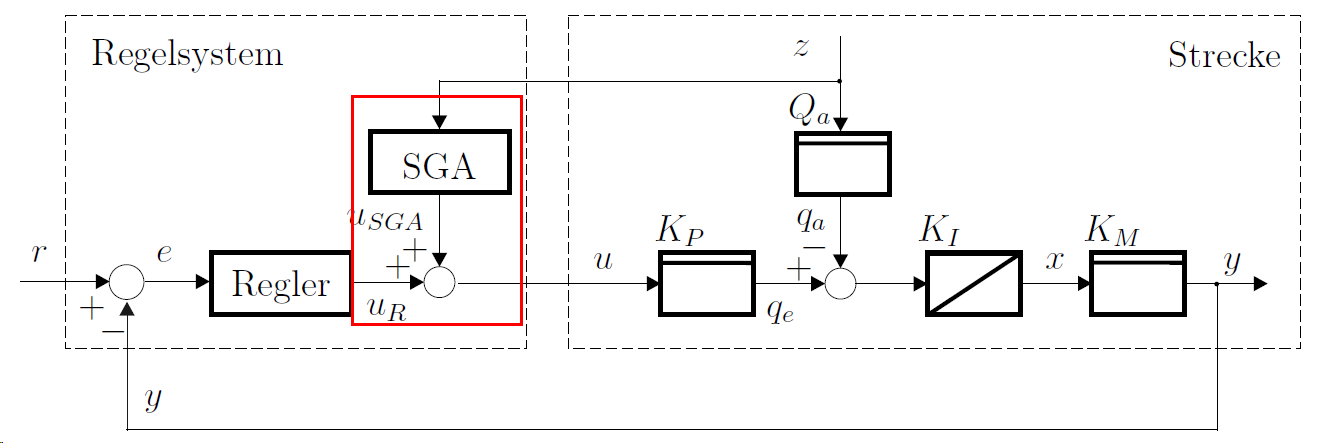 Regelsystem
z
Strecke
Q_a
SGA
u_{SGA}
q_a
K_P
K_I
K_M
+
−
r
e
+
u
+
x
y
Regler
+
u_R
q_e
−
y